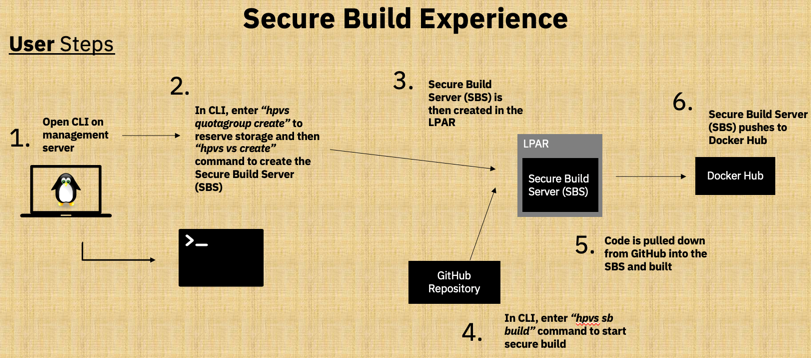 Secure Build Experience
User Steps
1.
Open CLI on
management
server
2.
In CLI, enter “hpvs
quotagroup create” to
reserve storage and then
“hpvs vs create”
command to create the
Secure Build Server
(SBS)
>_
3.
Secure Build
Server (SBS) is
then created in the
LPAR
LPAR
Secure Build
Server (SBS)
GitHub
Repository
4.
In CLI, enter “hpvs sb
build” command to start
secure build
5.
Code is pulled down
from GitHub into the
SBS and built
6.
Secure Build Server
(SBS) pushes to
Docker Hub
Docker Hub